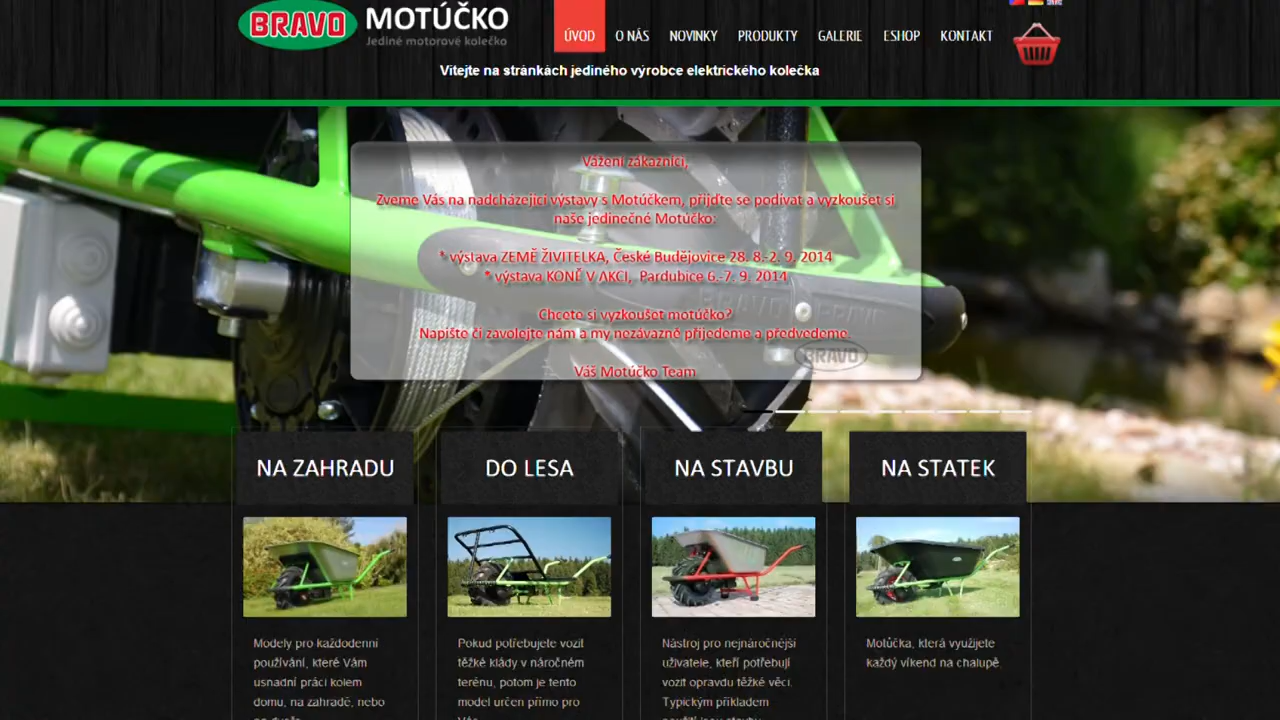 BRAVO
MOTÚČKO
Jediné motorové kolečko
ÚVOD O NÁS NOVINKY PRODUKTY GALERIE ESHOP KONTAKT
Vítejte na stránkách jediného výrobce elektrického kolečka
Vážení zákazníci,
Zveme Vás na nadcházející výstavy s Motúčkem, přijďte se podívat a vyzkoušet si
naše jedinečné Motúčko:
* výstava ZEMĚ ŽIVITELKA, České Budějovice 28. 8.-2. 9. 2014
* výstava KONĚ V AKCI, Pardubice 6.-7. 9. 2014
Chcete si vyzkoušet motúčko?
Napište či zavolejte nám a my nezávazně přijedeme a předvedeme
BRAVO
Váš Motúčko Team
NA ZAHRADU
DO LESA
NA STAVBU
NA STATEK
Modely pro každodenní
používání, které Vám
usnadní práci kolem
domu, na zahradě, nebo
Pokud potřebujete vozit
těžké klády v náročném
terénu, potom je tento
model určen přímo pro
Nástroj pro nejnáročnější
uživatele, kteří potřebují
vozit opravdu těžké věci.
Typickým příkladem
Motůčka, která využijete
každý víkend na chalupě.